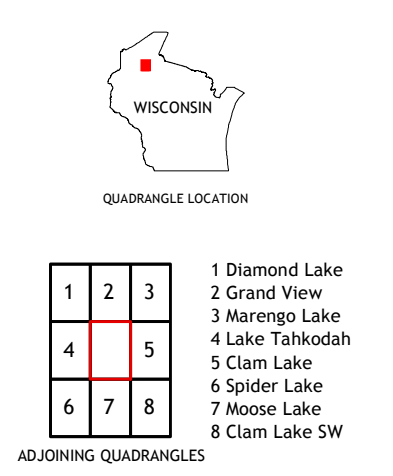 WISCONSIN
QUADRANGLE LOCATION
1 2 3
4 5
6 7 8
1 Diamond Lake
2 Grand View
3 Marengo Lake
4 Lake Tahkodah
5 Clam Lake
6 Spider Lake
7 Moose Lake
8 Clam Lake SW
ADJOINING QUADRANGLES